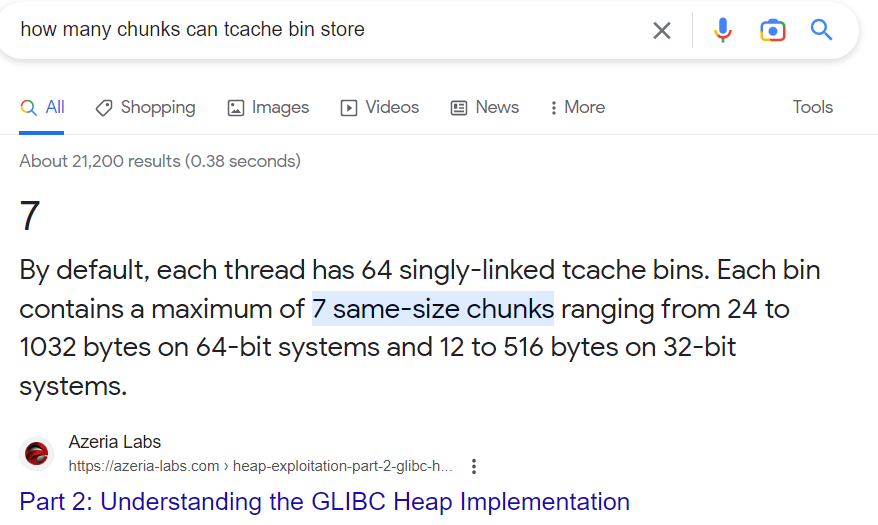 how many chunks can tcache bin store
All
Shopping
Images
Videos
News
More
Tools
About 21,200 results (0.38 seconds)
7
By default, each thread has 64 singly-linked tcache bins. Each bin
contains a maximum of 7 same-size chunks ranging from 24 to
1032 bytes on 64-bit systems and 12 to 516 bytes on 32-bit
systems.
Azeria Labs
https://azeria-labs.com › heap-exploitation-part-2-glibc-h...
Part 2: Understanding the GLIBC Heap Implementation